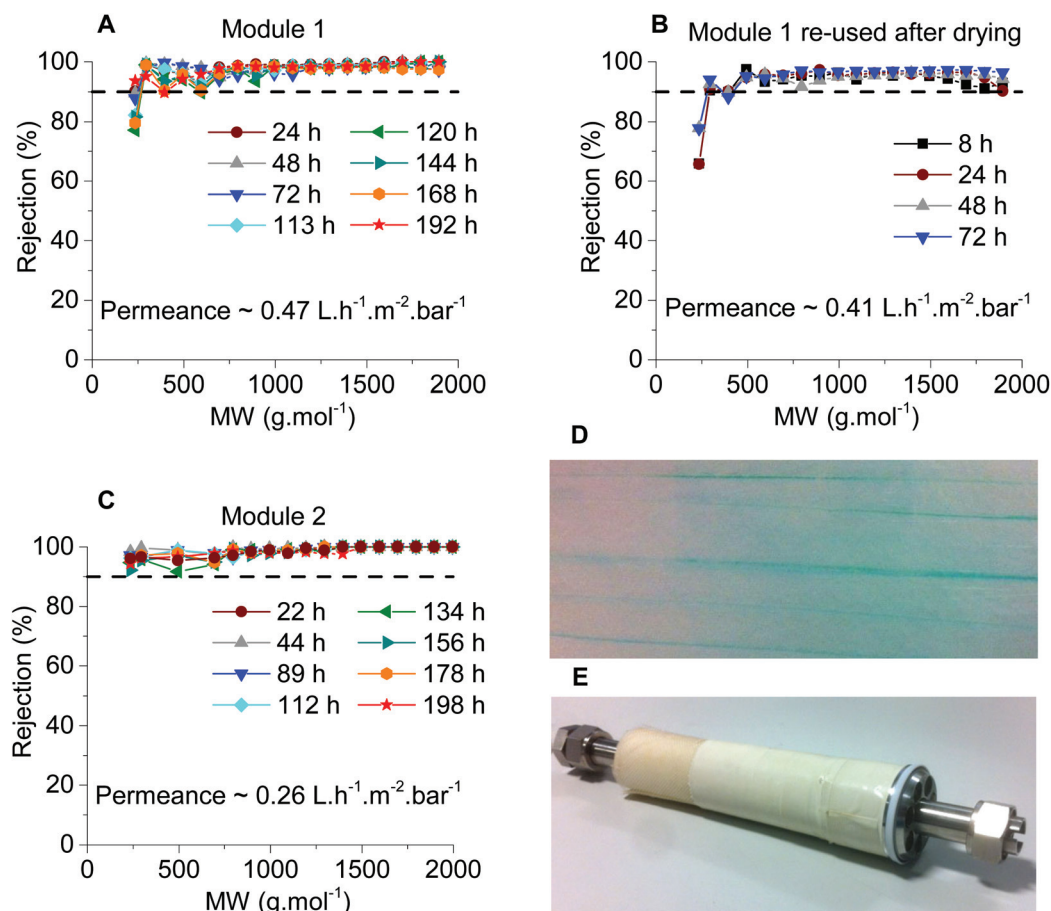 A
Module 1
100
80
60
40
20
0
Rejection (%)
24 h
48 h
72 h
113 h
120 h
144 h
168 h
192 h
Permeance ~ 0.47 L.h⁻¹.m⁻².bar⁻¹
0 500 1000 1500 2000
MW (g.mol⁻¹)
B
Module 1 re-used after drying
100
80
60
40
20
0
Rejection (%)
8 h
24 h
48 h
72 h
Permeance ~ 0.41 L.h⁻¹.m⁻².bar⁻¹
0 500 1000 1500 2000
MW (g.mol⁻¹)
C
Module 2
100
80
60
40
20
0
Rejection (%)
22 h
44 h
89 h
112 h
134 h
156 h
178 h
198 h
Permeance ~ 0.26 L.h⁻¹.m⁻².bar⁻¹
0 500 1000 1500 2000
MW (g.mol⁻¹)
D
E